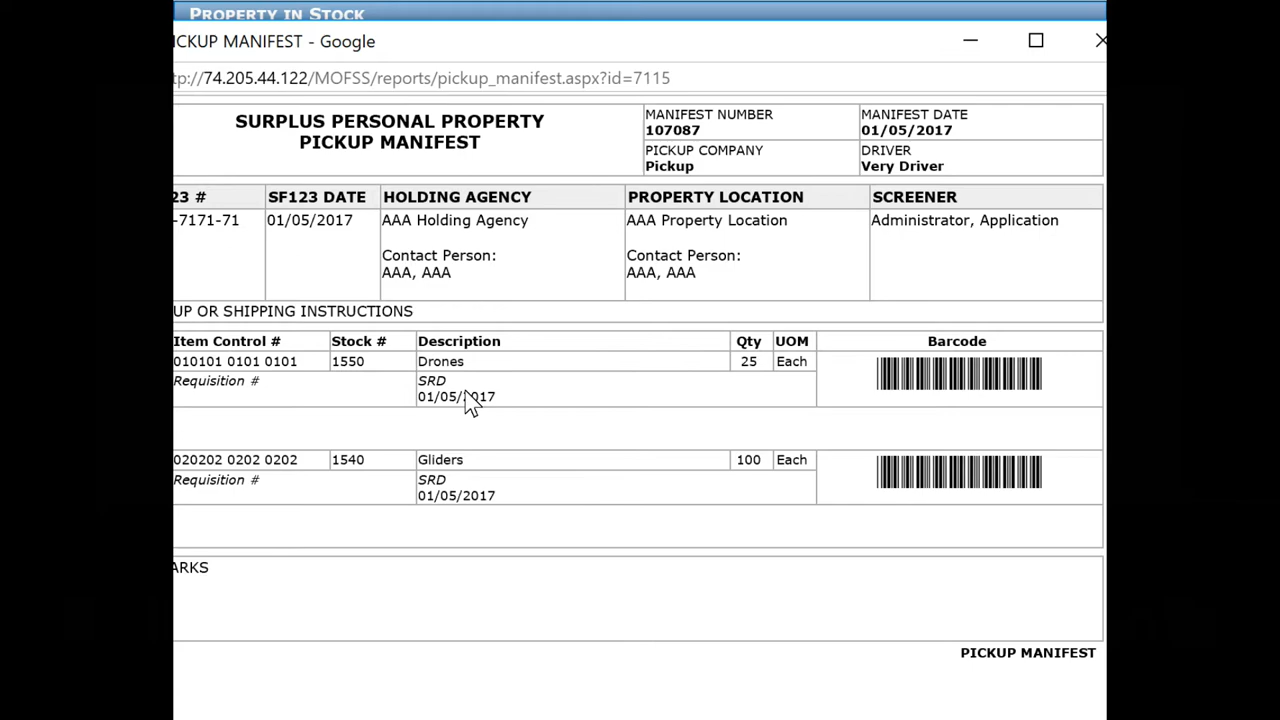 PROPERTY IN STOCK
ICKUP MANIFEST - Google
tp://74.205.44.122/MOFSS/reports/pickup_manifest.aspx?id=7115
SURPLUS PERSONAL PROPERTY
PICKUP MANIFEST
MANIFEST NUMBER
107087
MANIFEST DATE
01/05/2017
PICKUP COMPANY
Pickup
DRIVER
Very Driver
23 # SF123 DATE HOLDING AGENCY PROPERTY LOCATION SCREENER
-7171-71 01/05/2017 AAA Holding Agency AAA Property Location Administrator, Application
Contact Person: Contact Person:
AAA, AAA AAA, AAA
UP OR SHIPPING INSTRUCTIONS
Item Control # Stock # Description Qty UOM Barcode
010101 0101 0101 1550 Drones 25 Each
Requisition # SRD
01/05/2017
020202 0202 0202 1540 Gliders 100 Each
Requisition # SRD
01/05/2017
ARKS
PICKUP MANIFEST